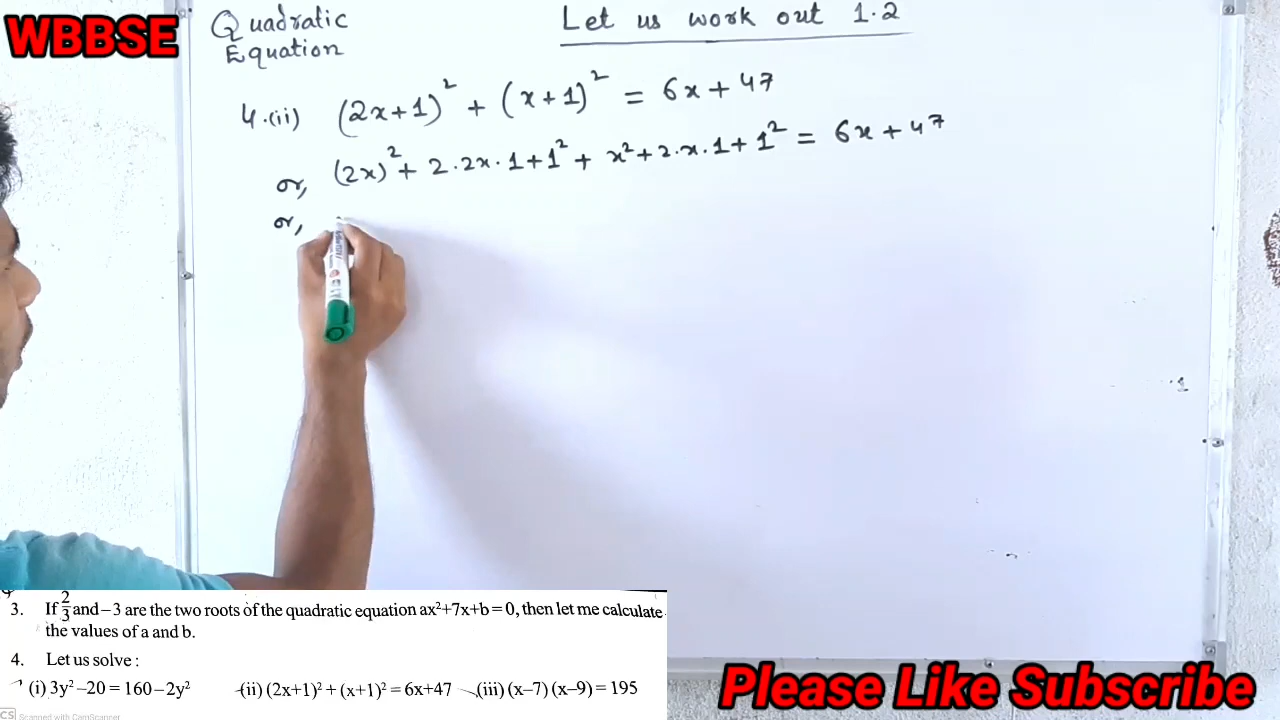 WBBSE
Quadratic
Equation
Let us work out 1.2
4.(ii) (2x+1)² + (x+1)² = 6x+47
or, (2x)² + 2.2x.1+1² + x²+2.x.1+1² = 6x+47
or,
3. If 2/3 and –3 are the two roots of the quadratic equation ax²+7x+b=0, then let me calculate
the values of a and b.
4. Let us solve :
(i) 3y²–20=160–2y² (ii) (2x+1)²+(x+1)²=6x+47 (iii) (x–7)(x–9)=195
CS Scanned with CamScanner
Please Like Subscribe